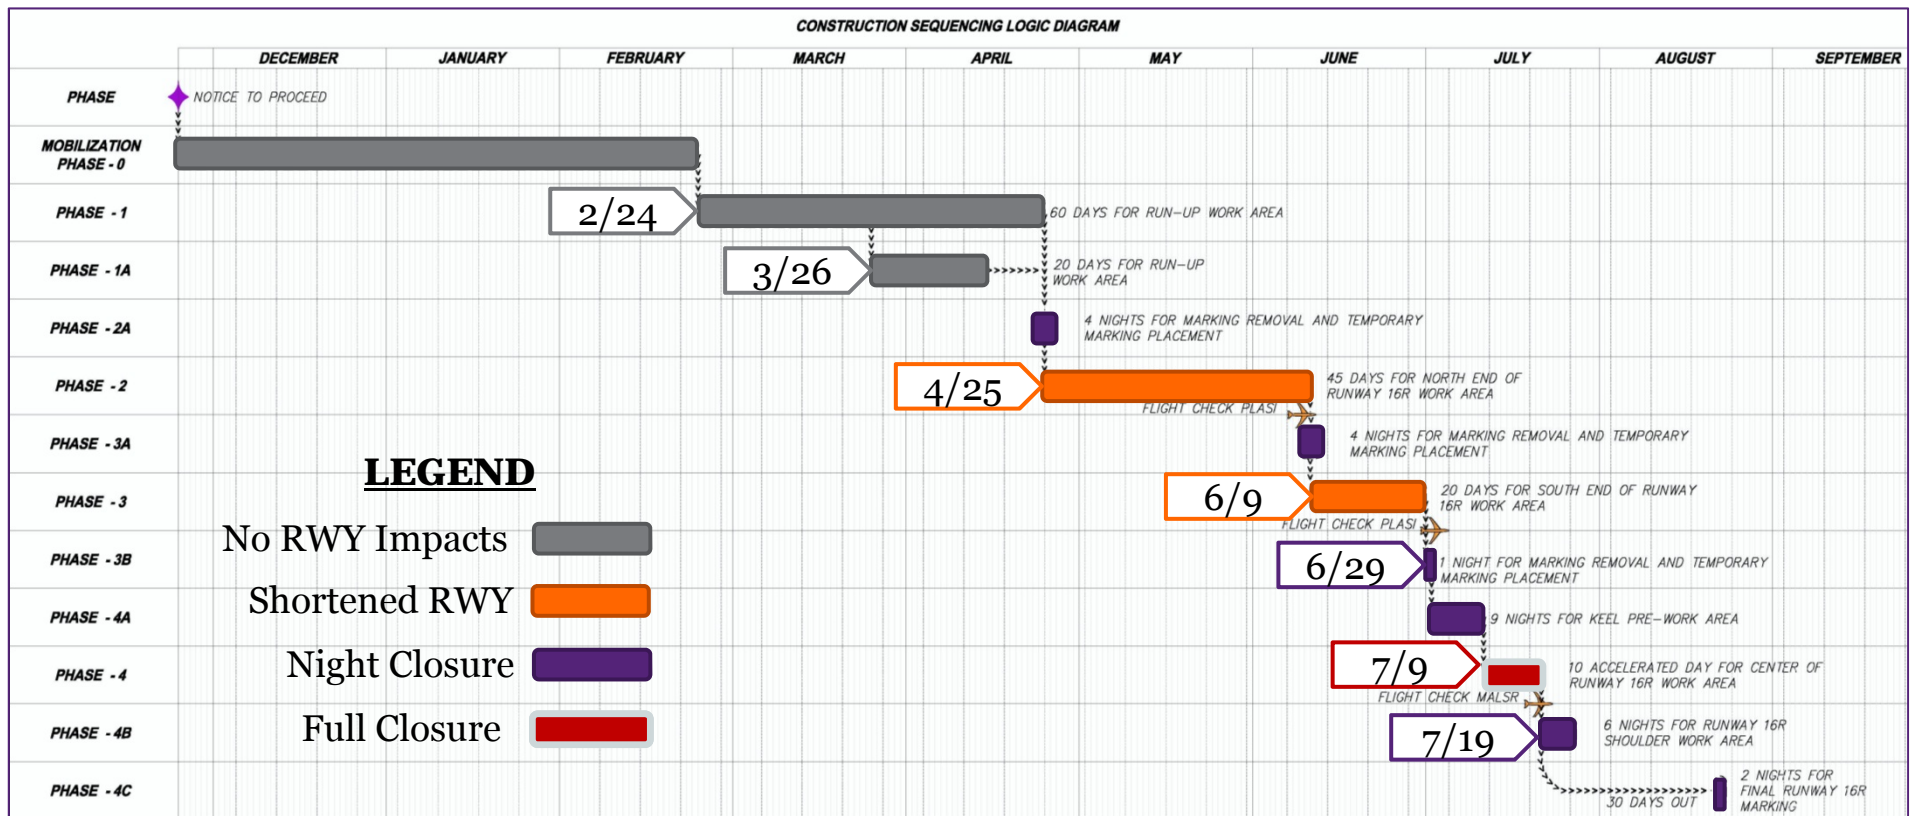 CONSTRUCTION SEQUENCING LOGIC DIAGRAM
DECEMBER JANUARY FEBRUARY MARCH APRIL MAY JUNE JULY AUGUST SEPTEMBER
PHASE
NOTICE TO PROCEED
MOBILIZATION
PHASE - 0
PHASE - 1
2/24
60 DAYS FOR RUN-UP WORK AREA
PHASE - 1A
3/26
20 DAYS FOR RUN-UP
WORK AREA
PHASE - 2A
4 NIGHTS FOR MARKING REMOVAL AND TEMPORARY
MARKING PLACEMENT
PHASE - 2
4/25
45 DAYS FOR NORTH END OF
RUNWAY 16R WORK AREA
FLIGHT CHECK PLASI
PHASE - 3A
4 NIGHTS FOR MARKING REMOVAL AND TEMPORARY
MARKING PLACEMENT
PHASE - 3
6/9
20 DAYS FOR SOUTH END OF RUNWAY
16R WORK AREA
FLIGHT CHECK PLASI
PHASE - 3B
6/29
1 NIGHT FOR MARKING REMOVAL AND TEMPORARY
MARKING PLACEMENT
PHASE - 4A
9 NIGHTS FOR KEEL PRE-WORK AREA
PHASE - 4
7/9
10 ACCELERATED DAY FOR CENTER OF
RUNWAY 16R WORK AREA
FLIGHT CHECK MALSR
PHASE - 4B
7/19
6 NIGHTS FOR RUNWAY 16R
SHOULDER WORK AREA
PHASE - 4C
30 DAYS OUT
2 NIGHTS FOR
FINAL RUNWAY 16R
MARKING
LEGEND
No RWY Impacts
Shortened RWY
Night Closure
Full Closure